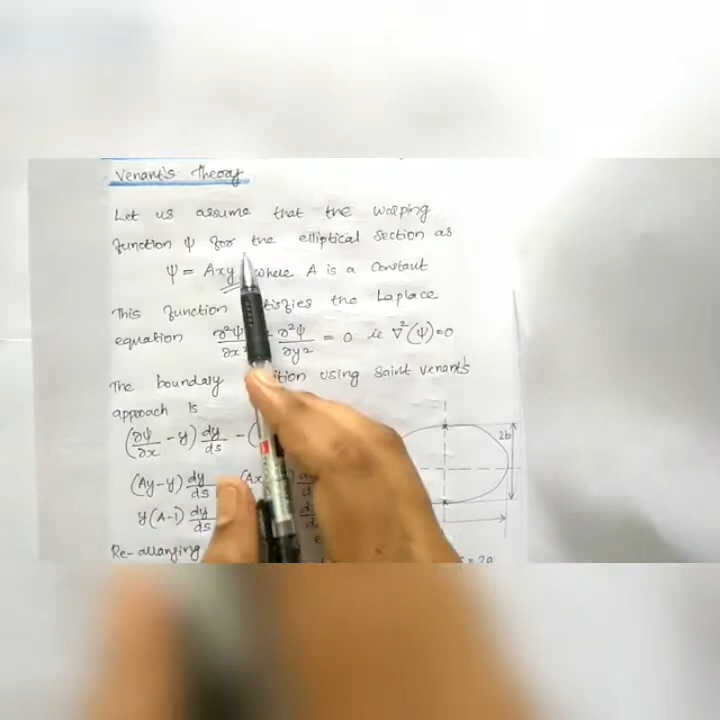 Venant's Theory
Let us assume that the warping
function ψ for the elliptical section as
ψ = Axy where A is a constant
This function the Laplace
equation ∂²ψ/∂x² ∂²ψ/∂y² = 0 ie ∇²(ψ)=0
The boundary using saint venant's
approach is
(∂ψ/∂x - y) dy/ds - (
(Ay-y) dy/ds (Ax
y(A-1) dy/ds
Re-arranging
2b
= 2a